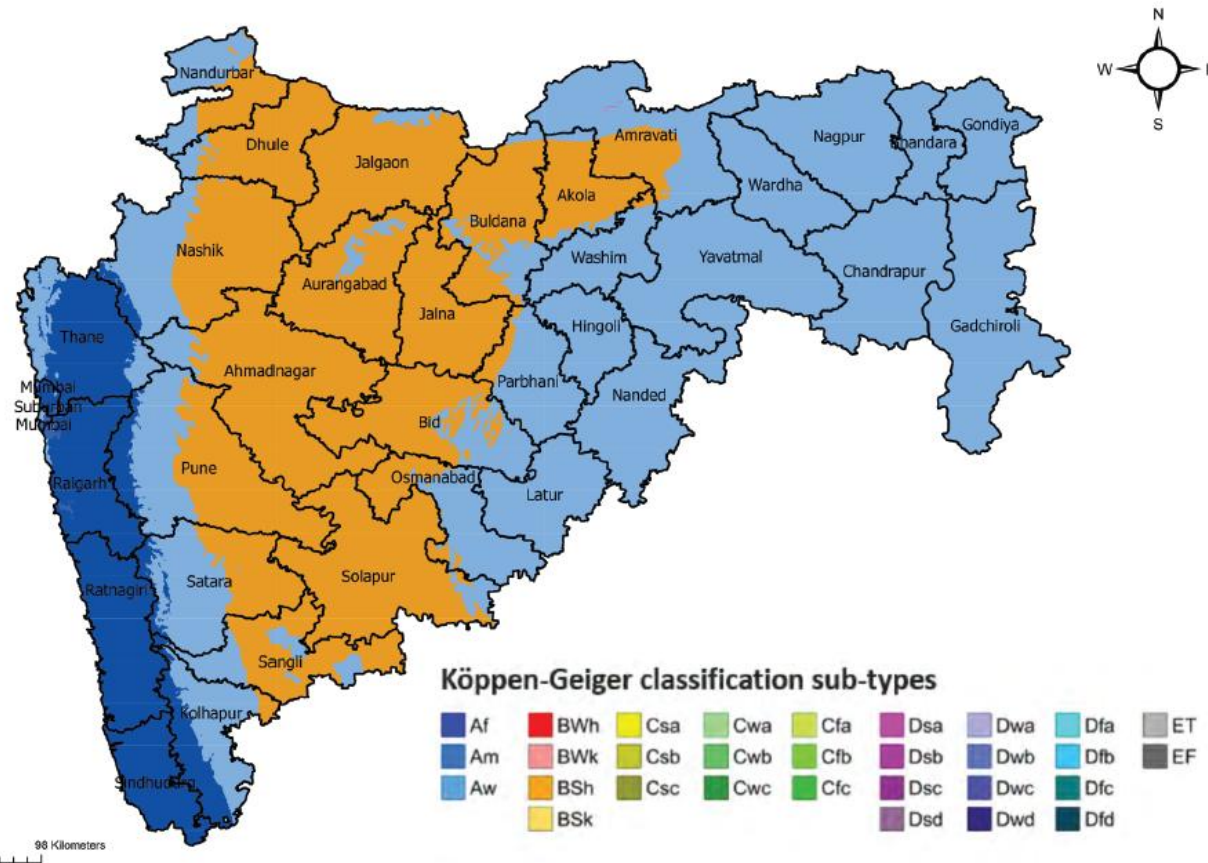 N
W
S
Nandurbar
Dhule
Jalgaon
Amravati
Nagpur
Bhandara
Gondiya
Wardha
Akola
Buldana
Nashik
Washim
Yavatmal
Chandrapur
Aurangabad
Jalna
Hingoli
Gadchiroli
Thane
Ahmadnagar
Parbhani
Nanded
Mumbai
Suburban
Mumbai
Bid
Pune
Osmanabad
Latur
Raigarh
Satara
Solapur
Ratnagiri
Sangli
Kolhapur
Sindhudurg
98 Kilometers
Köppen-Geiger classification sub-types
Af BWh Csa Cwa Cfa Dsa Dwa Dfa ET
Am BWk Csb Cwb Cfb Dsb Dwb Dfb EF
Aw BSh Csc Cwc Cfc Dsc Dwc Dfc
BSk Dsd Dwd Dfd